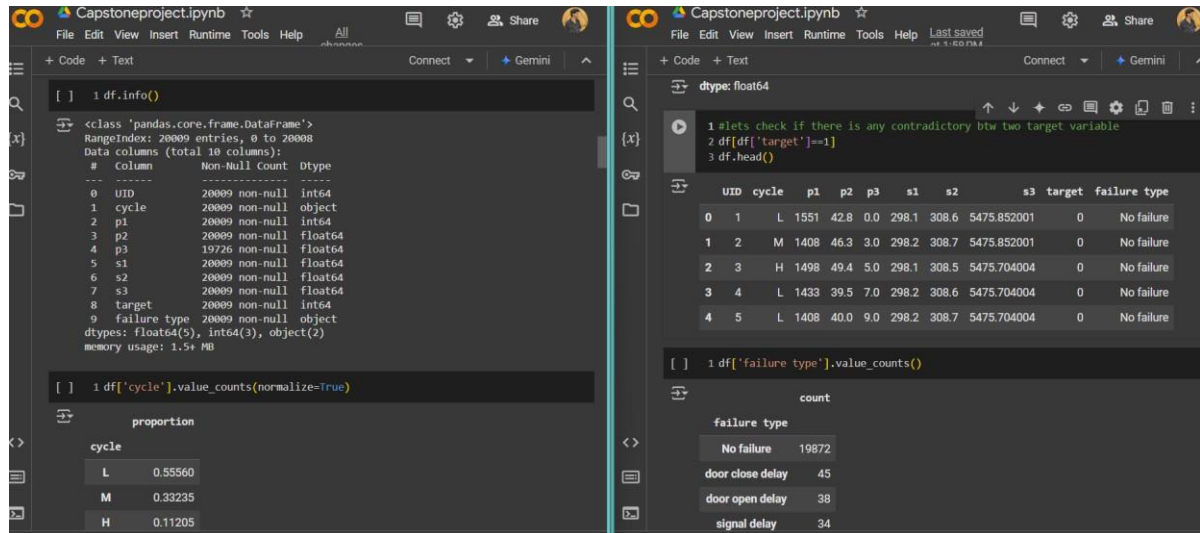 CO Capstoneproject.ipynb ☆ Share
File Edit View Insert Runtime Tools Help All changes
+ Code + Text Connect Gemini
[ ] 1 df.info()
<class 'pandas.core.frame.DataFrame'>
RangeIndex: 20009 entries, 0 to 20008
Data columns (total 10 columns):
# Column Non-Null Count Dtype
--- ------ -------------- -----
0 UID 20009 non-null int64
1 cycle 20009 non-null object
2 p1 20009 non-null int64
3 p2 20009 non-null float64
4 p3 19726 non-null float64
5 s1 20009 non-null float64
6 s2 20009 non-null float64
7 s3 20009 non-null float64
8 target 20009 non-null int64
9 failure type 20009 non-null object
dtypes: float64(5), int64(3), object(2)
memory usage: 1.5+ MB
{x}
[ ] 1 df['cycle'].value_counts(normalize=True)
proportion
cycle
L 0.55560
M 0.33235
H 0.11205
CO Capstoneproject.ipynb ☆ Share
File Edit View Insert Runtime Tools Help Last saved at 1:59 PM
+ Code + Text Connect Gemini
dtype: float64
{x}
1 #lets check if there is any contradictory btw two target variable
2 df[df['target']==1]
3 df.head()
UID cycle p1 p2 p3 s1 s2 s3 target failure type
0 1 L 1551 42.8 0.0 298.1 308.6 5475.852001 0 No failure
1 2 M 1408 46.3 3.0 298.2 308.7 5475.852001 0 No failure
2 3 H 1498 49.4 5.0 298.1 308.5 5475.704004 0 No failure
3 4 L 1433 39.5 7.0 298.2 308.6 5475.704004 0 No failure
4 5 L 1408 40.0 9.0 298.2 308.7 5475.704004 0 No failure
[ ] 1 df['failure type'].value_counts()
count
failure type
No failure 19872
door close delay 45
door open delay 38
signal delay 34